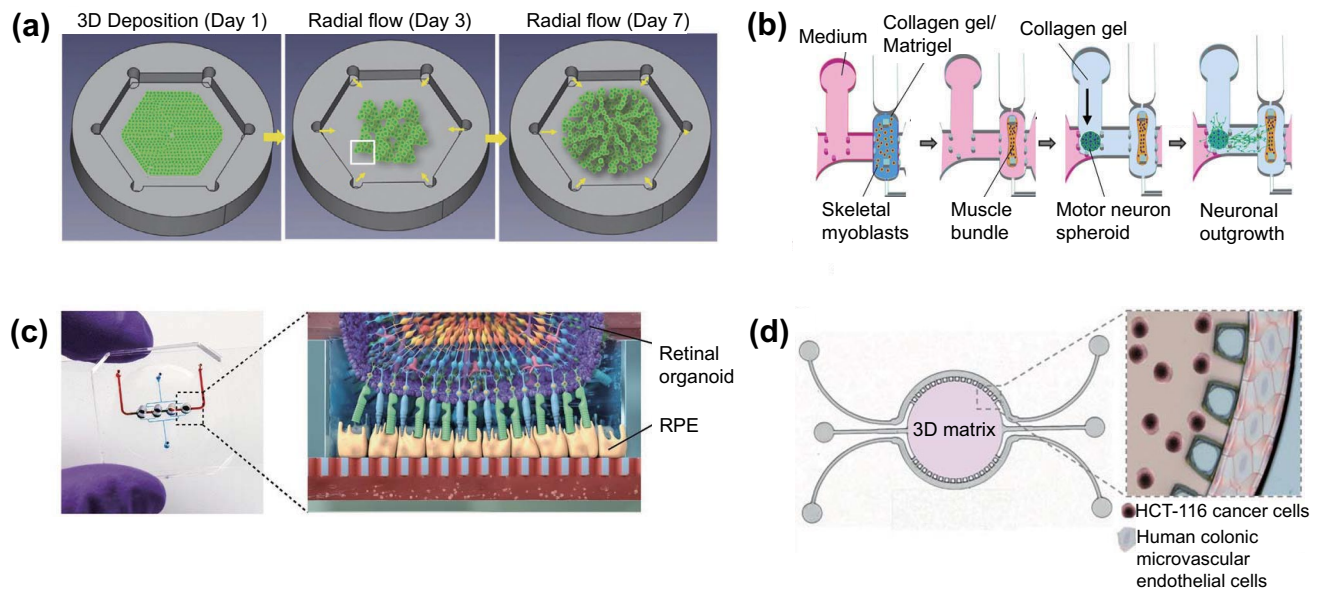 (a)
3D Deposition (Day 1)
Radial flow (Day 3)
Radial flow (Day 7)
(b)
Medium
Collagen gel/
Matrigel
Collagen gel
Skeletal
myoblasts
Muscle
bundle
Motor neuron
spheroid
Neuronal
outgrowth
(c)
Retinal
organoid
RPE
(d)
3D matrix
HCT-116 cancer cells
Human colonic
microvascular
endothelial cells